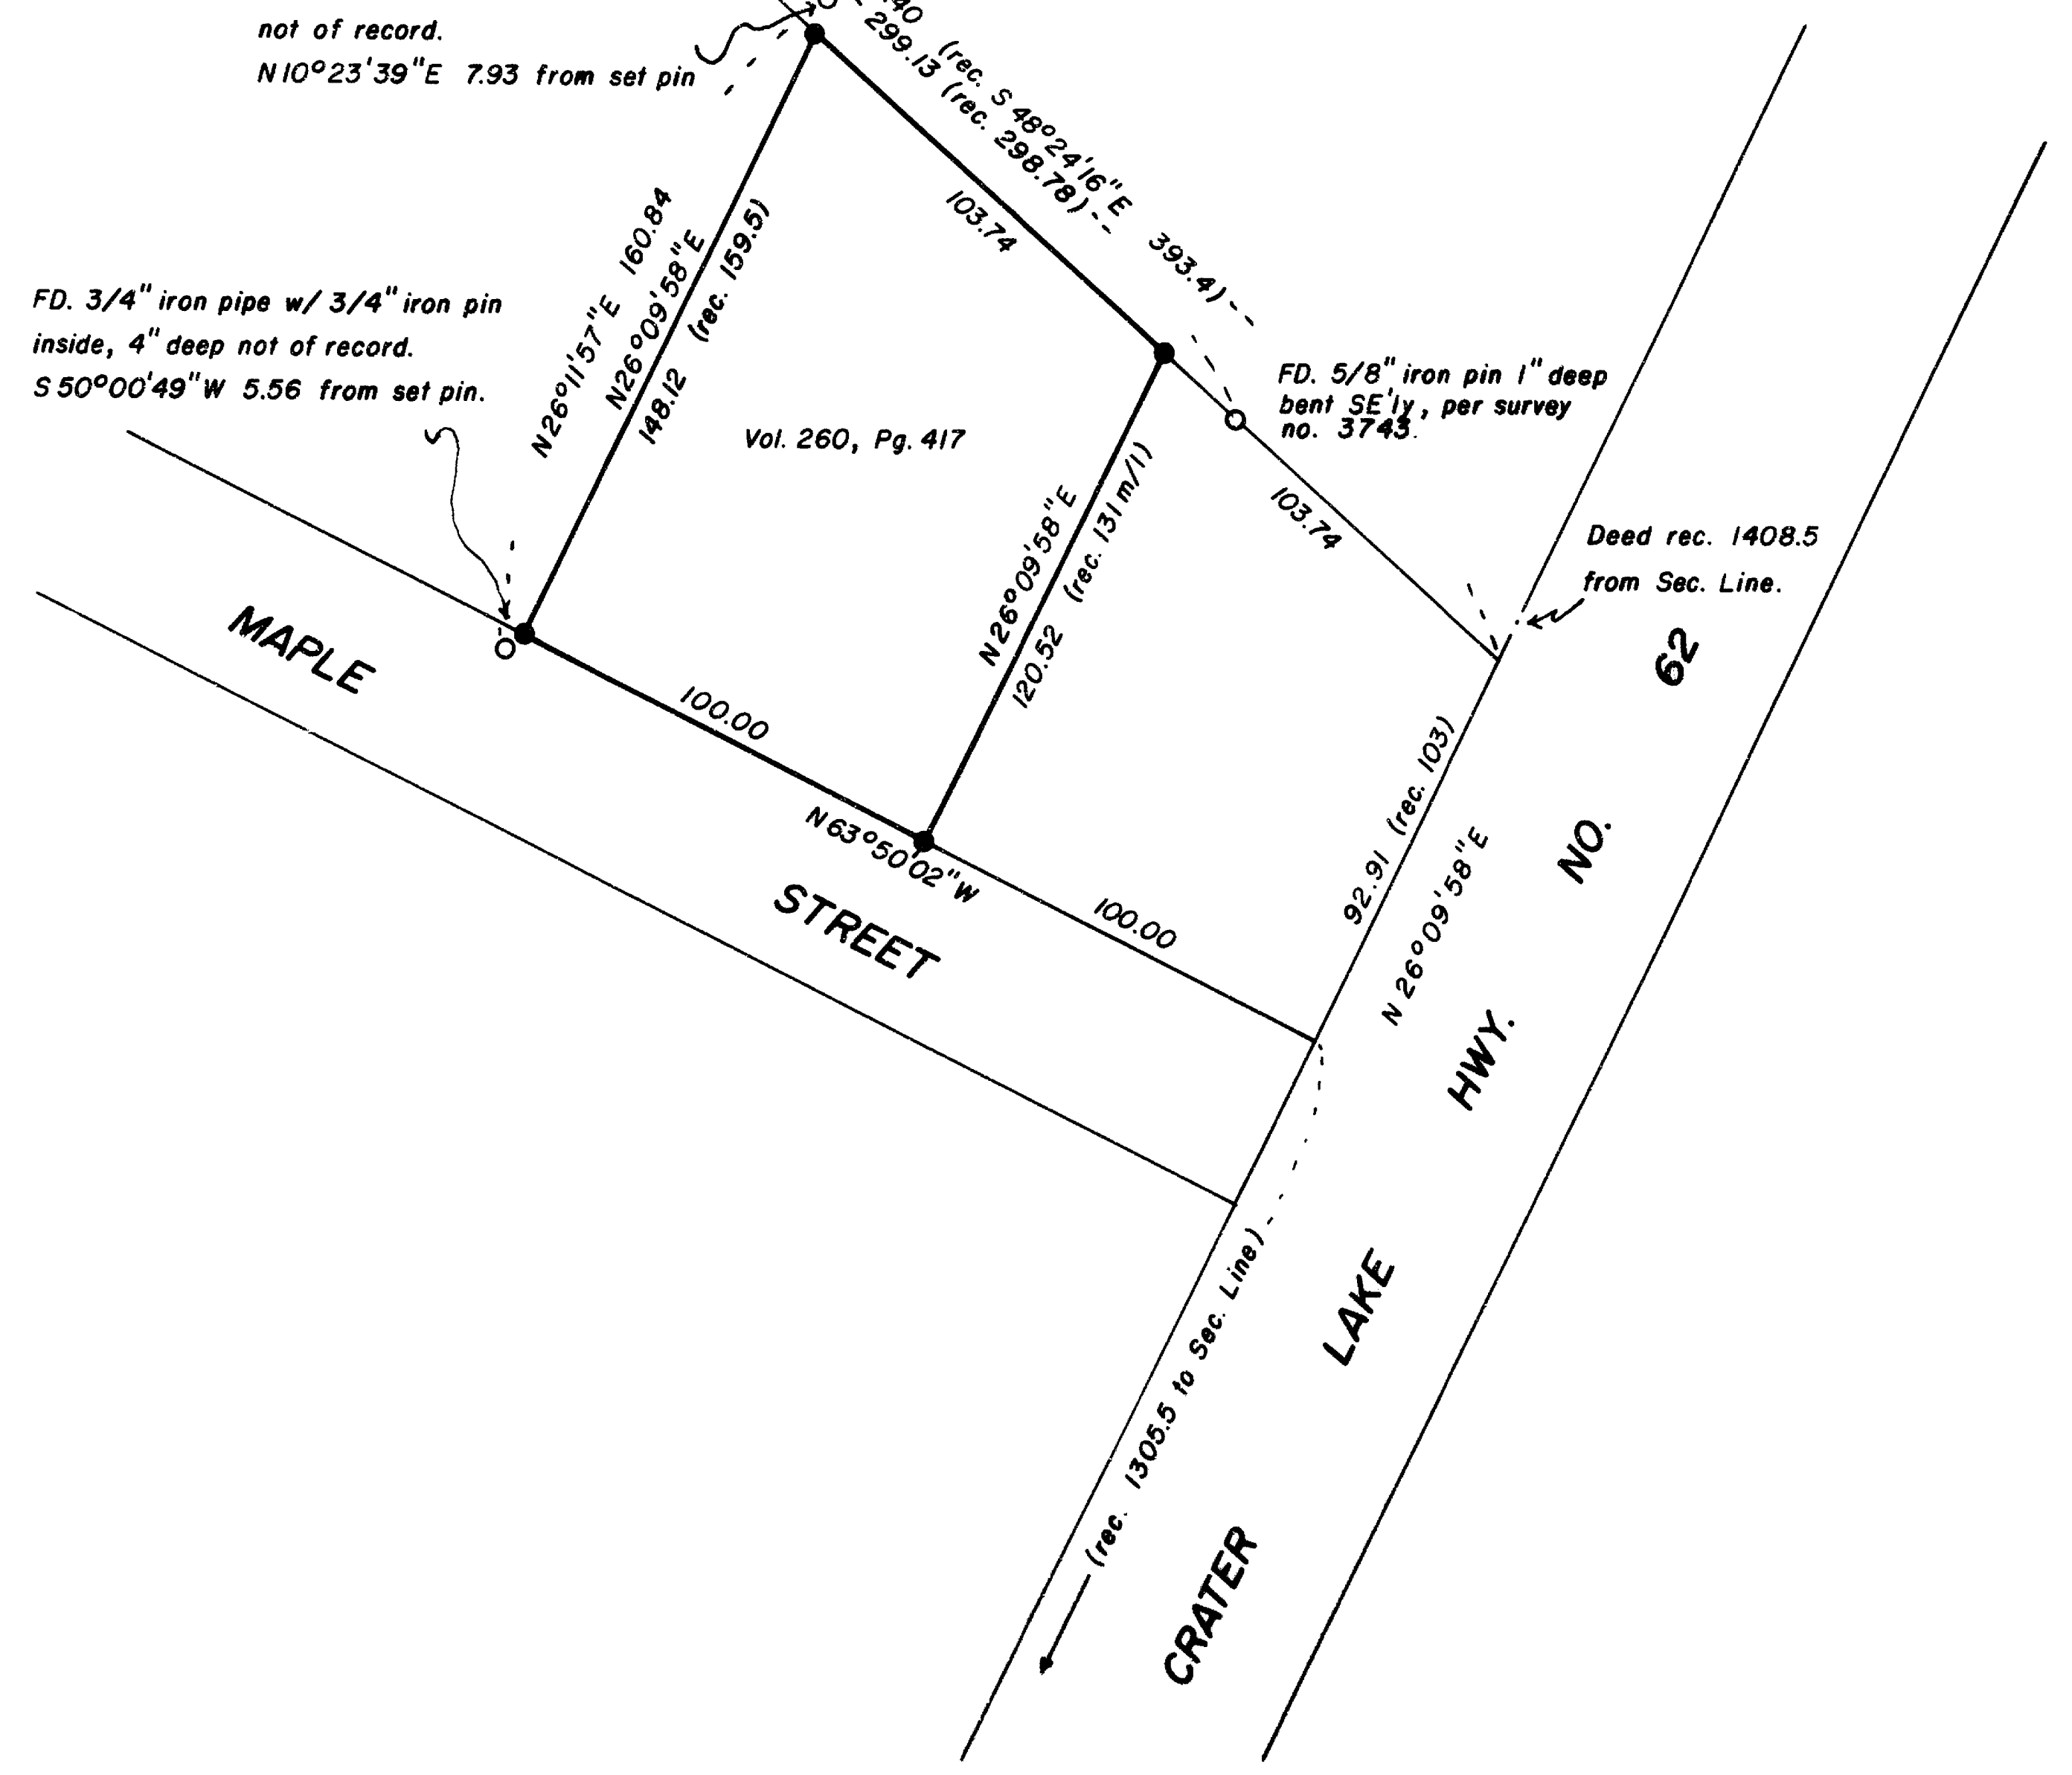 not of record.
N10°23'39"E 7.93 from set pin
40 (rec. S 48°24'16"E 393.4)
299.13 (rec. 298.78)
103.74
N26°11'57"E 160.84
N26°09'58"E
148.12 (rec. 159.5)
FD. 3/4" iron pipe w/ 3/4" iron pin
inside, 4" deep not of record.
S 50°00'49"W 5.56 from set pin.
Vol. 260, Pg. 417
FD. 5/8" iron pin 1" deep
bent SE'ly, per survey
no. 3743.
103.74
N26°09'58"E
120.52 (rec. 131 m/l)
Deed rec. 1408.5
from Sec. Line.
MAPLE STREET
100.00
N63°50'02"W
100.00
92.91 (rec. 103)
N 26°09'58"E
(rec. 1305.5 to Sec. Line)
CRATER LAKE HWY. NO. 62